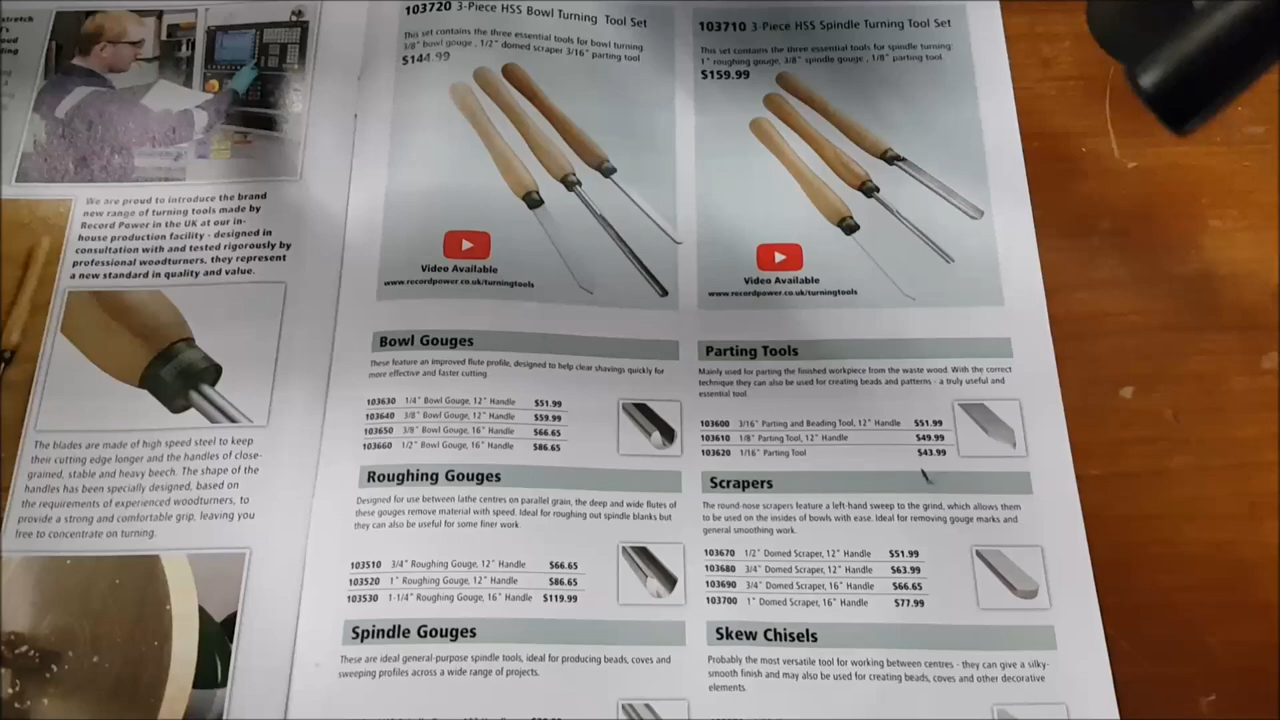 stretch
We are proud to introduce the brand
new range of turning tools made by
Record Power in the UK at our in-
house production facility - designed in
consultation with and tested rigorously by
professional woodturners, they represent
a new standard in quality and value.
The blades are made of high speed steel to keep
their cutting edge longer and the handles of close-
grained, stable and heavy beech. The shape of the
handles has been specially designed, based on
the requirements of experienced woodturners, to
provide a strong and comfortable grip, leaving you
free to concentrate on turning.
103720 3-Piece HSS Bowl Turning Tool Set
This set contains the three essential tools for bowl turning
3/8" bowl gouge , 1/2" domed scraper 3/16" parting tool
$144.99
Video Available
www.recordpower.co.uk/turningtools
103710 3-Piece HSS Spindle Turning Tool Set
This set contains the three essential tools for spindle turning:
1" roughing gouge, 3/8" spindle gouge , 1/8" parting tool.
$159.99
Video Available
www.recordpower.co.uk/turningtools
Bowl Gouges
These feature an improved flute profile, designed to help clear shavings quickly for
more effective and faster cutting.
103630 1/4" Bowl Gouge, 12" Handle $51.99
103640 3/8" Bowl Gouge, 12" Handle $59.99
103650 3/8" Bowl Gouge, 16" Handle $66.65
103660 1/2" Bowl Gouge, 16" Handle $86.65
Roughing Gouges
Designed for use between lathe centres on parallel grain, the deep and wide flutes of
these gouges remove material with speed. Ideal for roughing out spindle blanks but
they can also be useful for some finer work.
103510 3/4" Roughing Gouge, 12" Handle $66.65
103520 1" Roughing Gouge, 12" Handle $86.65
103530 1-1/4" Roughing Gouge, 16" Handle $119.99
Spindle Gouges
These are ideal general-purpose spindle tools, ideal for producing beads, coves and
sweeping profiles across a wide range of projects.
Parting Tools
Mainly used for parting the finished workpiece from the waste wood. With the correct
technique they can also be used for creating beads and patterns - a truly useful and
essential tool.
103600 3/16" Parting and Beading Tool, 12" Handle $51.99
103610 1/8" Parting Tool, 12" Handle $49.99
103620 1/16" Parting Tool $43.99
Scrapers
The round-nose scrapers feature a left-hand sweep to the grind, which allows them
to be used on the insides of bowls with ease. Ideal for removing gouge marks and
general smoothing work.
103670 1/2" Domed Scraper, 12" Handle $51.99
103680 3/4" Domed Scraper, 12" Handle $63.99
103690 3/4" Domed Scraper, 16" Handle $66.65
103700 1" Domed Scraper, 16" Handle $77.99
Skew Chisels
Probably the most versatile tool for working between centres - they can give a silky-
smooth finish and may also be used for creating beads, coves and other decorative
elements.